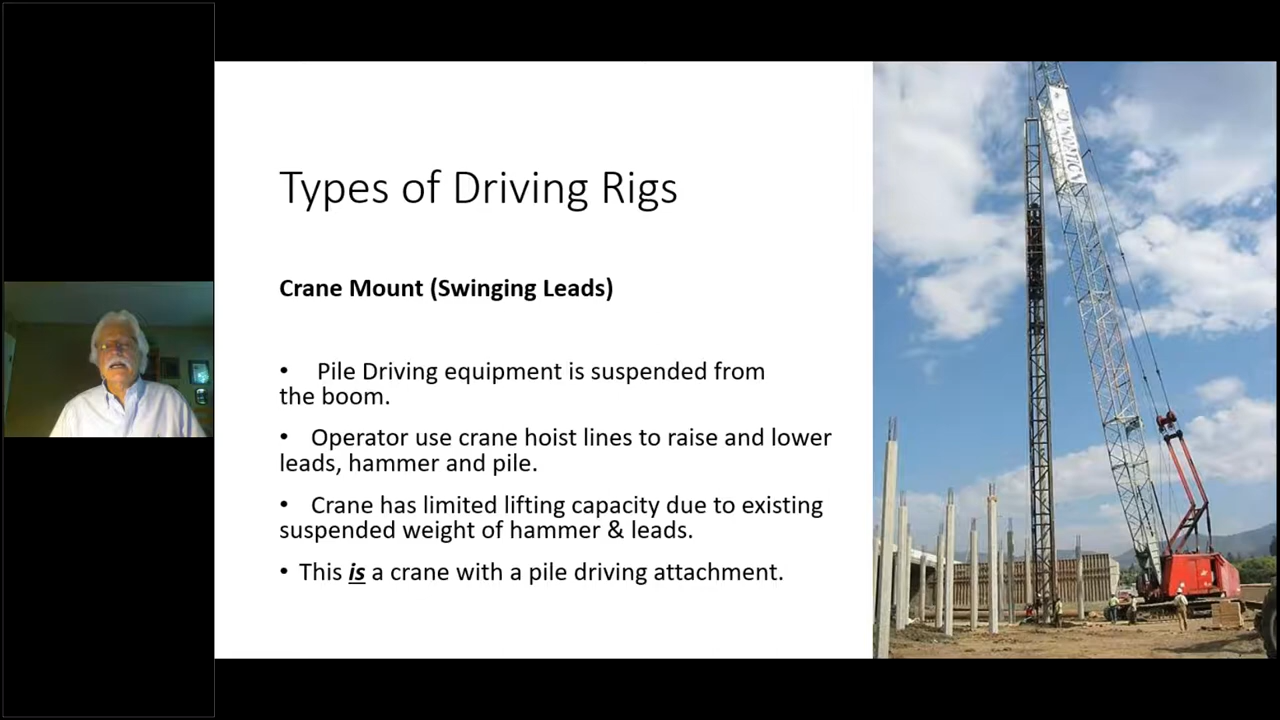 Types of Driving Rigs
Crane Mount (Swinging Leads)
• Pile Driving equipment is suspended from
the boom.
• Operator use crane hoist lines to raise and lower
leads, hammer and pile.
• Crane has limited lifting capacity due to existing
suspended weight of hammer & leads.
• This is a crane with a pile driving attachment.